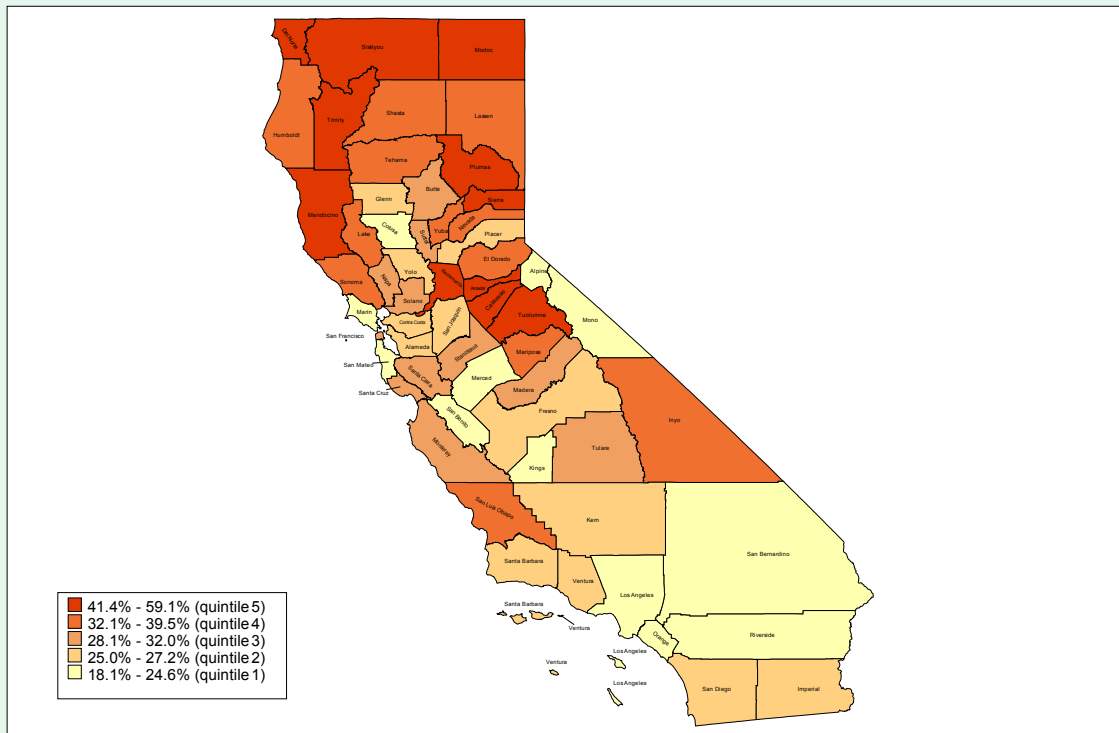 Del Norte
Siskiyou
Modoc
Humboldt
Trinity
Shasta
Lassen
Tehama
Plumas
Butte
Glenn
Sierra
Mendocino
Lake
Colusa
Sutter
Yuba
Nevada
Placer
El Dorado
Sonoma
Napa
Yolo
Sacramento
Amador
Alpine
Solano
Calaveras
Marin
Tuolumne
Mono
San Francisco
Contra Costa
San Joaquin
Alameda
Stanislaus
Mariposa
San Mateo
Santa Clara
Merced
Madera
Santa Cruz
San Benito
Fresno
Inyo
Monterey
Kings
Tulare
San Luis Obispo
Kern
San Bernardino
Santa Barbara
Ventura
Los Angeles
Santa Barbara
Ventura
Orange
Riverside
Los Angeles
Ventura
Los Angeles
San Diego
Imperial
41.4% - 59.1% (quintile 5)
32.1% - 39.5% (quintile 4)
28.1% - 32.0% (quintile 3)
25.0% - 27.2% (quintile 2)
18.1% - 24.6% (quintile 1)